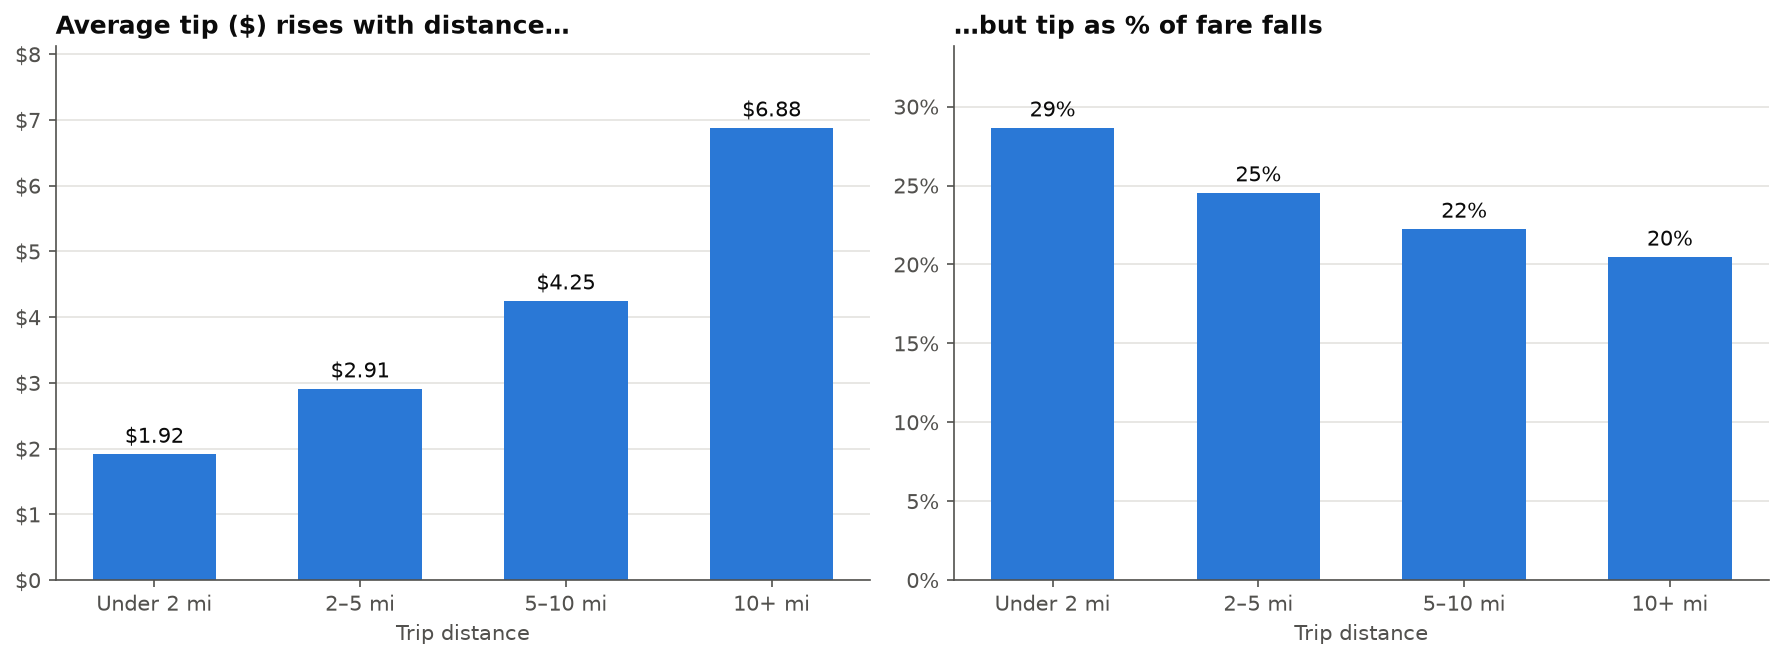 Average tip ($) rises with distance…
$8
$7
$6
$5
$4
$3
$2
$1
$0
$1.92
$2.91
$4.25
$6.88
Under 2 mi
2–5 mi
5–10 mi
10+ mi
Trip distance
…but tip as % of fare falls
30%
25%
20%
15%
10%
5%
0%
29%
25%
22%
20%
Under 2 mi
2–5 mi
5–10 mi
10+ mi
Trip distance